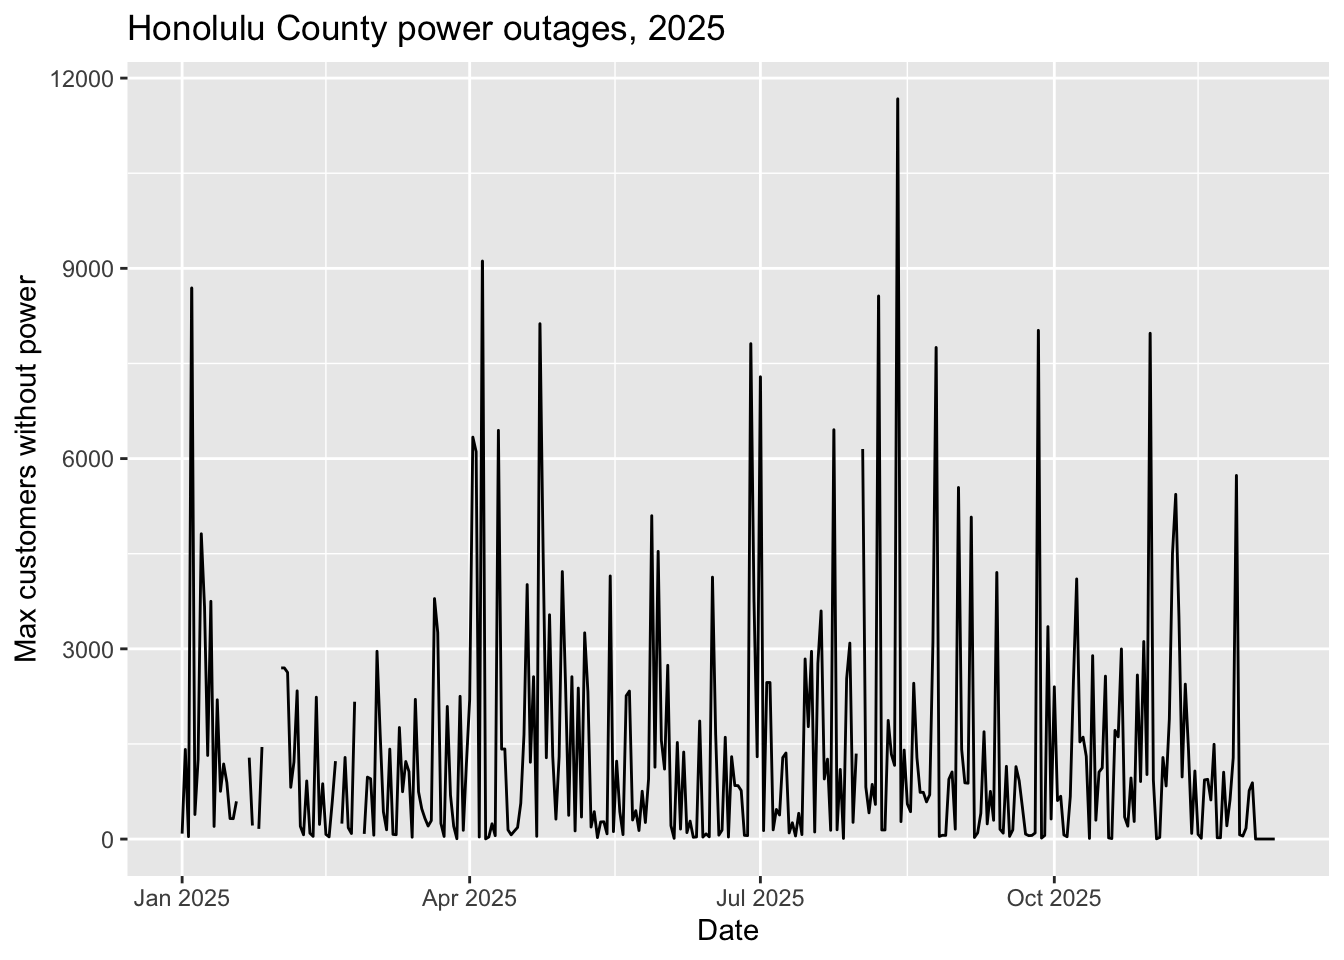 Honolulu County power outages, 2025
Max customers without power
12000
9000
6000
3000
0
Jan 2025
Apr 2025
Jul 2025
Oct 2025
Date